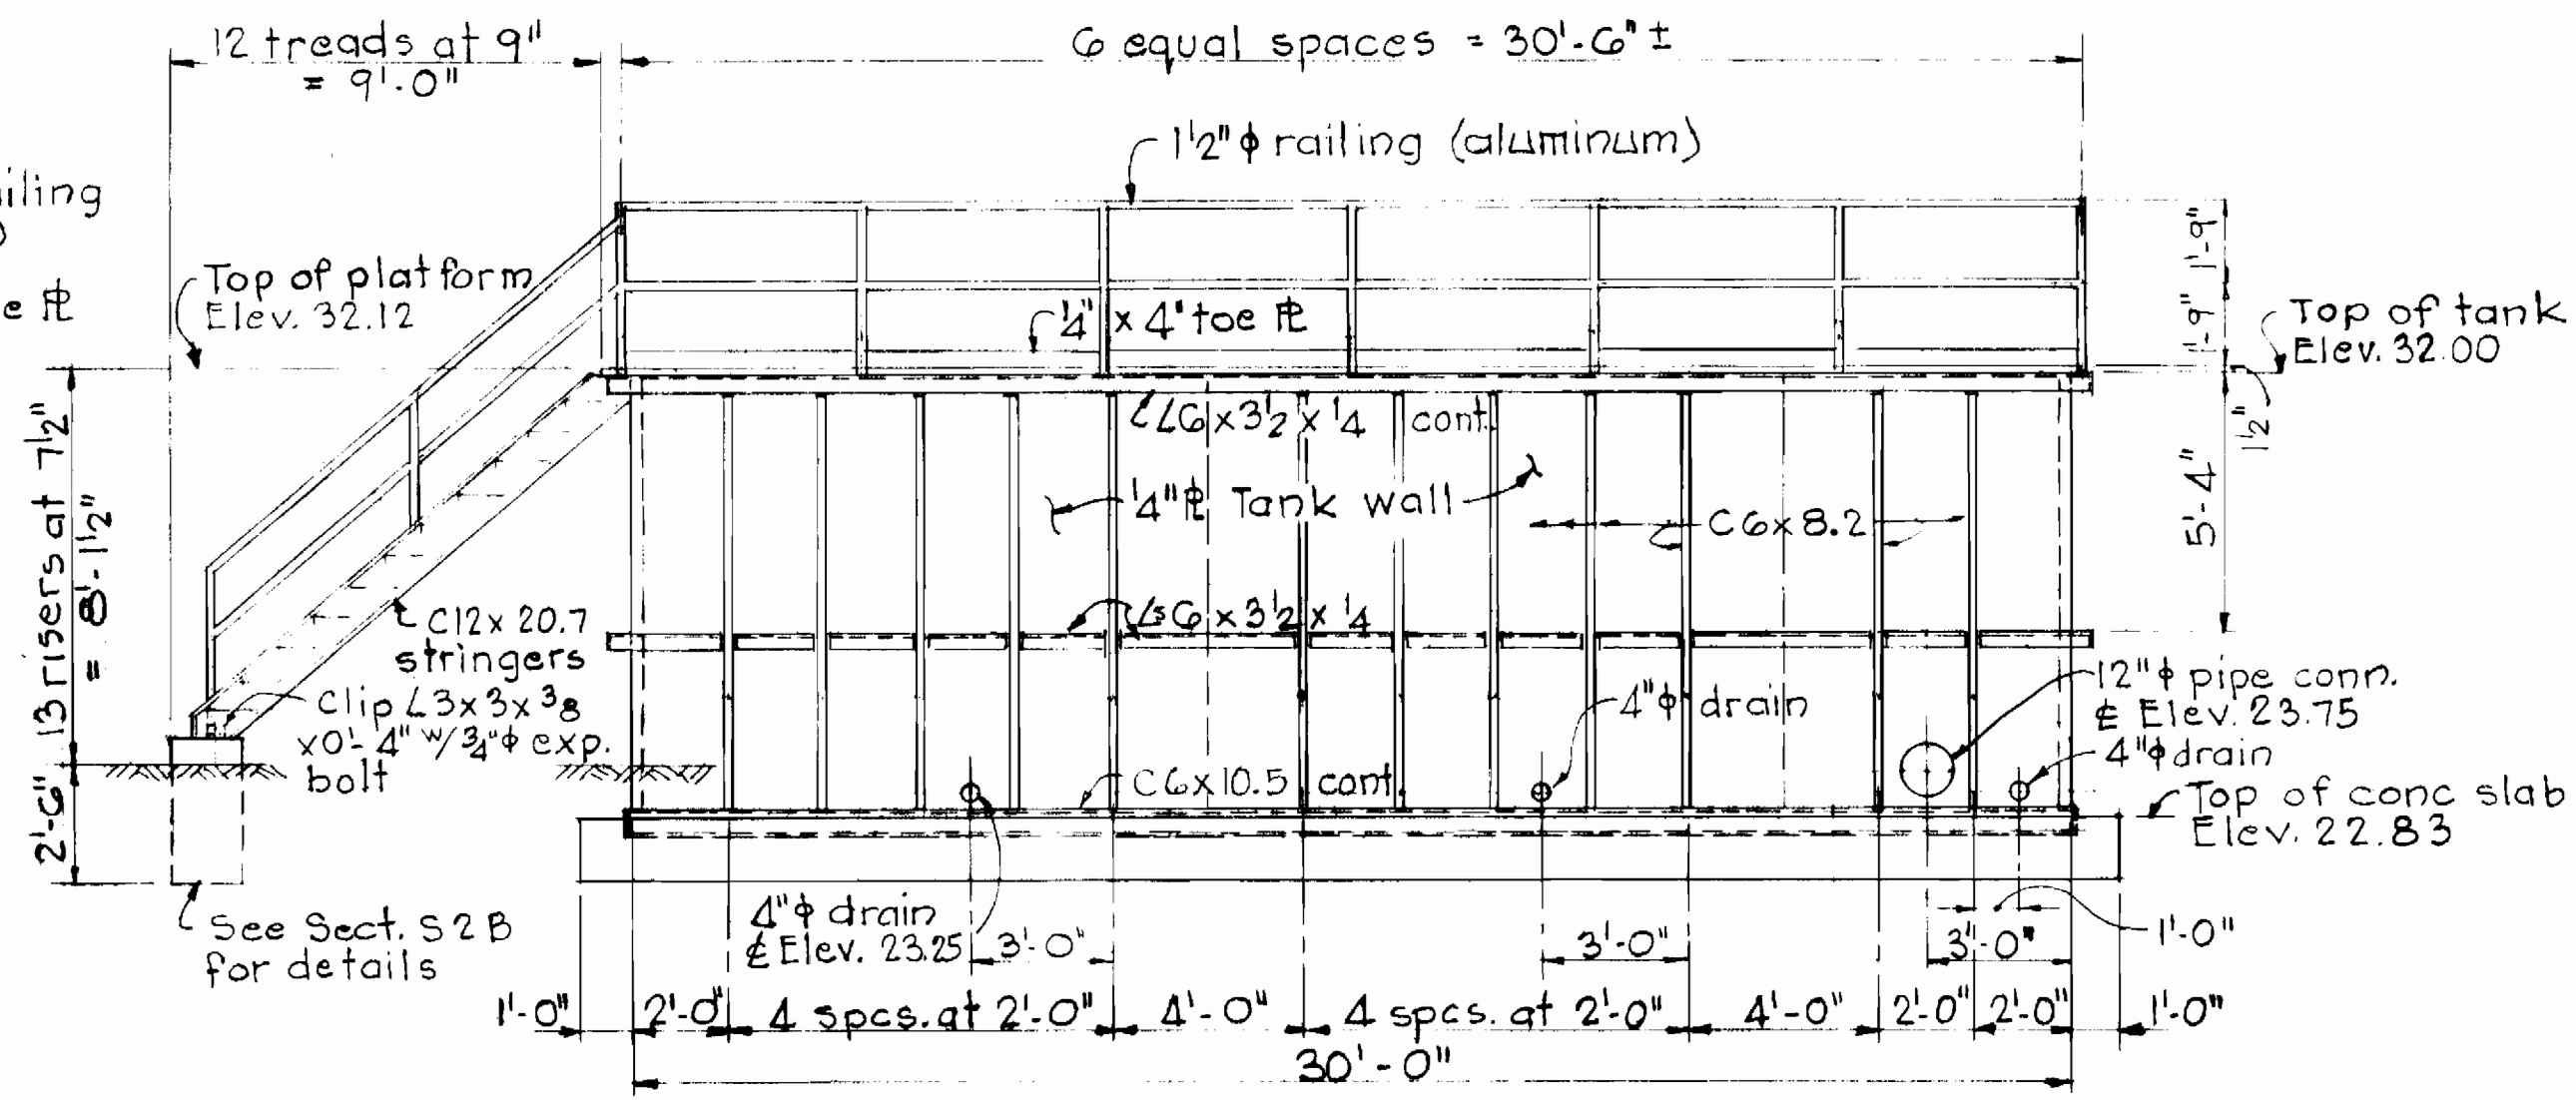 12 treads at 9"
= 9'-0"
6 equal spaces = 30'-6" ±
1½" ϕ railing (aluminum)
ailing
e ℄
Top of platform
Elev. 32.12
¼" x 4" toe ℄
1'-9"
1'-9"
Top of tank
Elev. 32.00
1½"
∠6 x 3½ x ¼ cont.
¼" ℄ Tank wall
C6 x 8.2
5'-4"
13 risers at 7½"
= 8'-1½"
2'-6"
C12 x 20.7
stringers
∠s 6 x 3½ x ¼
Clip ∠3 x 3 x ⅜
x0'-4" w/ ¾" ϕ exp.
bolt
4" ϕ drain
12" ϕ pipe conn.
℄ Elev. 23.75
4" ϕ drain
C6x10.5 cont
Top of conc slab
Elev. 22.83
See Sect. S2B
for details
4" ϕ drain
℄ Elev. 23.25
3'-0"
3'-0"
3'-0"
1'-0"
1'-0"
2'-0"
4 spcs. at 2'-0"
4'-0"
4 spcs. at 2'-0"
4'-0"
2'-0"
2'-0"
1'-0"
30'-0"